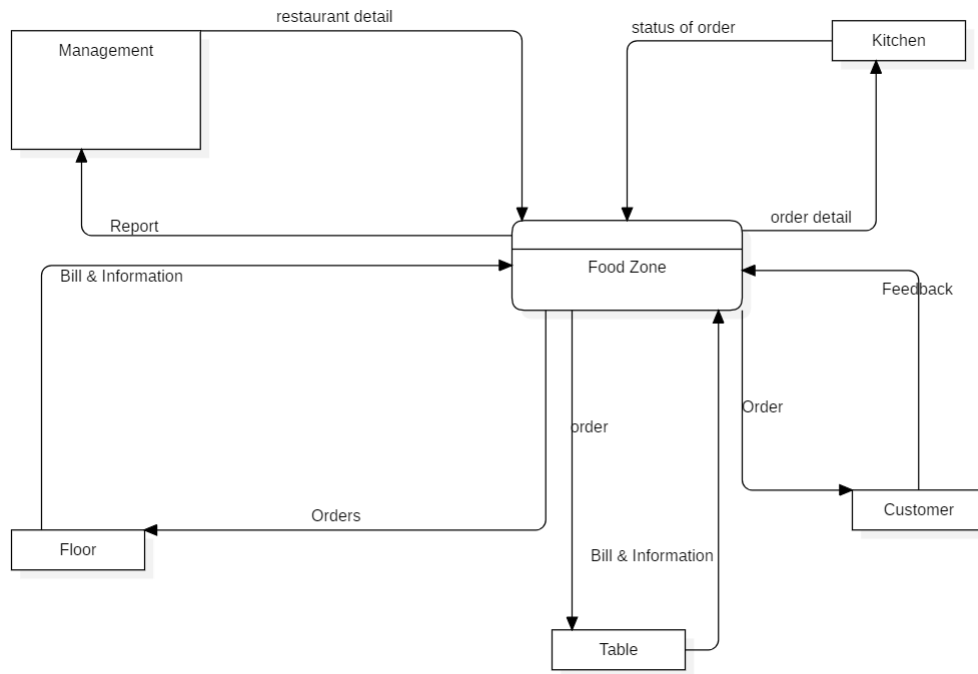 restaurant detail
status of order
Kitchen
Management
order detail
Report
Food Zone
Bill & Information
Feedback
Order
order
Orders
Customer
Floor
Bill & Information
Table